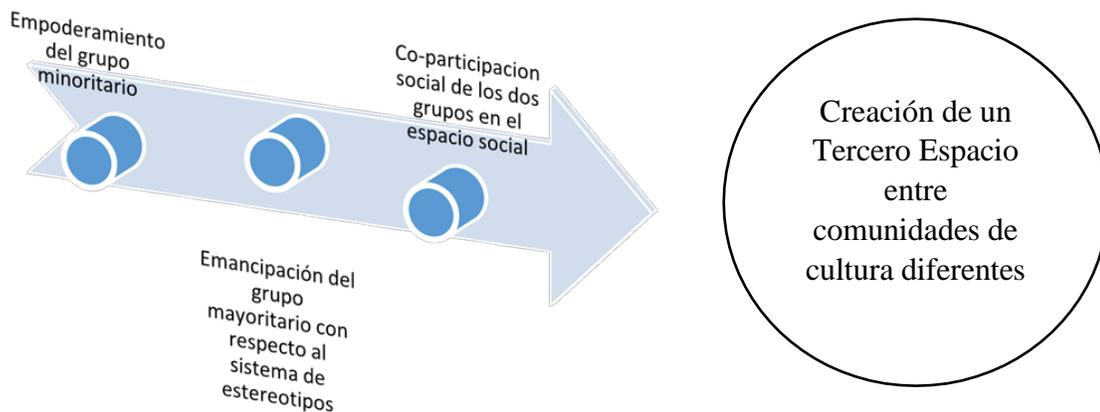 Empoderamiento
del grupo
minoritario
Emancipación del
grupo
mayoritario con
respecto al
sistema de
estereotipos
Co-participacion
social de los dos
grupos en el
espacio social
Creación de un
Tercero Espacio
entre
comunidades de
cultura diferentes